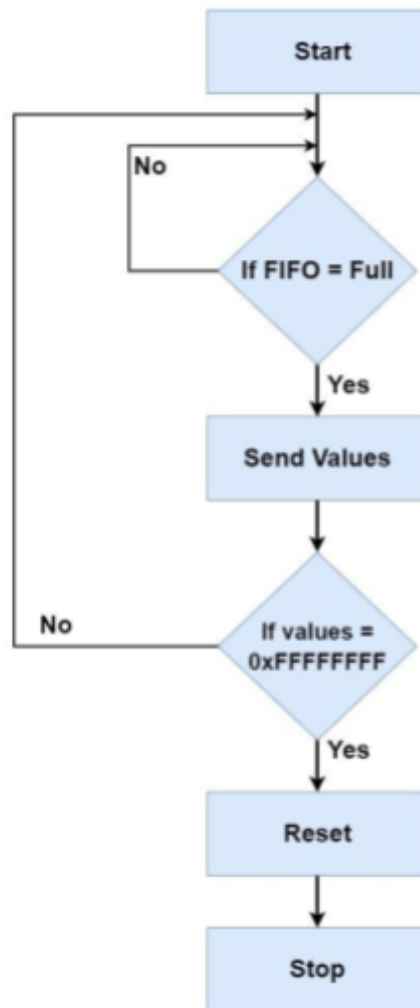 Start
No
If FIFO = Full
Yes
Send Values
No
If values =
0xFFFFFFFF
Yes
Reset
Stop